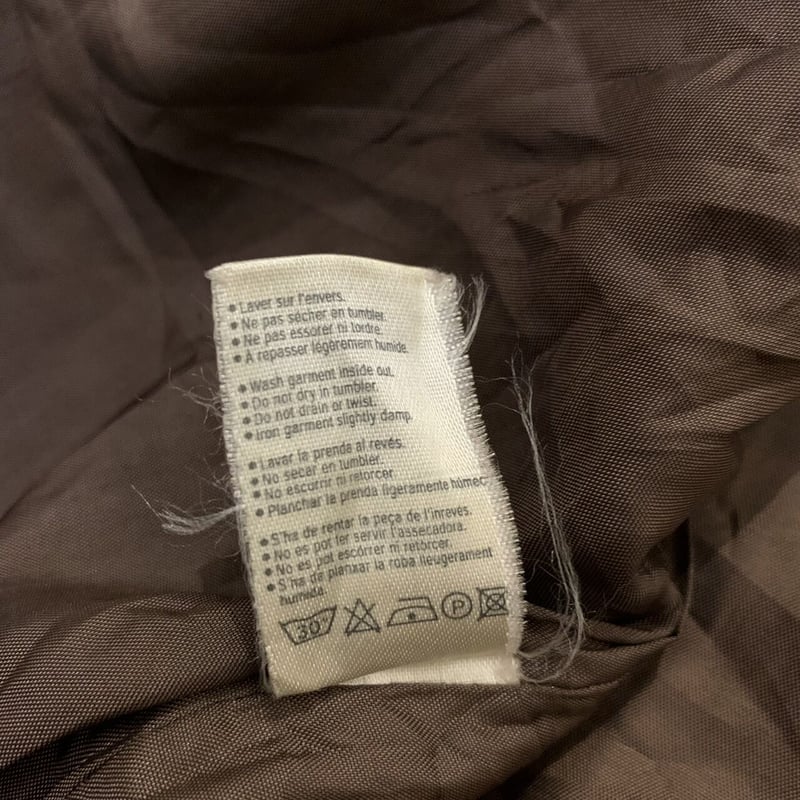 • Laver sur l'envers.
• Ne pas sécher en tumbler.
• Ne pas essorer ni tordre.
• A repasser légèrement humide.
• Wash garment inside out.
• Do not dry in tumbler.
• Do not drain or twist.
• Iron garment slightly damp.
• Lavar la prenda al revés.
• No secar en tumbler.
• No escurrir ni retorcer
• Planchar la prenda ligeramente húmec
• S'ha de rentar la peça de l'inreves.
• No es pot fer servir l'assecadora.
• No es pot escórrer ni retòrcer.
• S'ha de planxar la roba lleugerament
humida
30° P